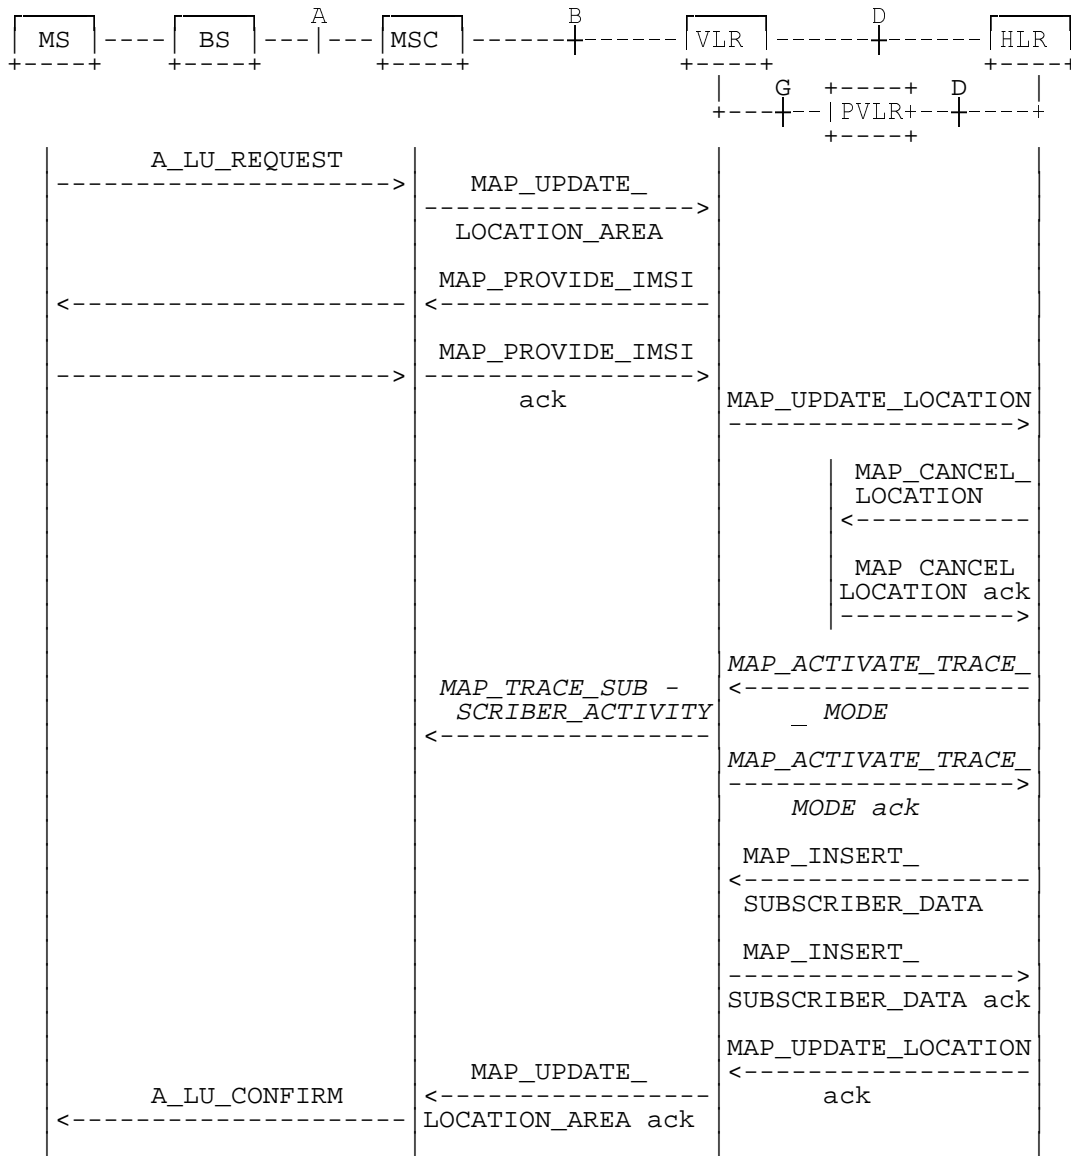 A B D
MS BS MSC VLR HLR
G D
PVLR
A_LU_REQUEST
MAP_UPDATE_
LOCATION_AREA
MAP_PROVIDE_IMSI
MAP_PROVIDE_IMSI
ack
MAP_UPDATE_LOCATION
MAP_CANCEL_
LOCATION
MAP CANCEL
LOCATION ack
MAP_ACTIVATE_TRACE_
_ MODE
MAP_TRACE_SUB -
SCRIBER_ACTIVITY
MAP_ACTIVATE_TRACE_
MODE ack
MAP_INSERT_
SUBSCRIBER_DATA
MAP_INSERT_
SUBSCRIBER_DATA ack
MAP_UPDATE_LOCATION
ack
MAP_UPDATE_
LOCATION_AREA ack
A_LU_CONFIRM